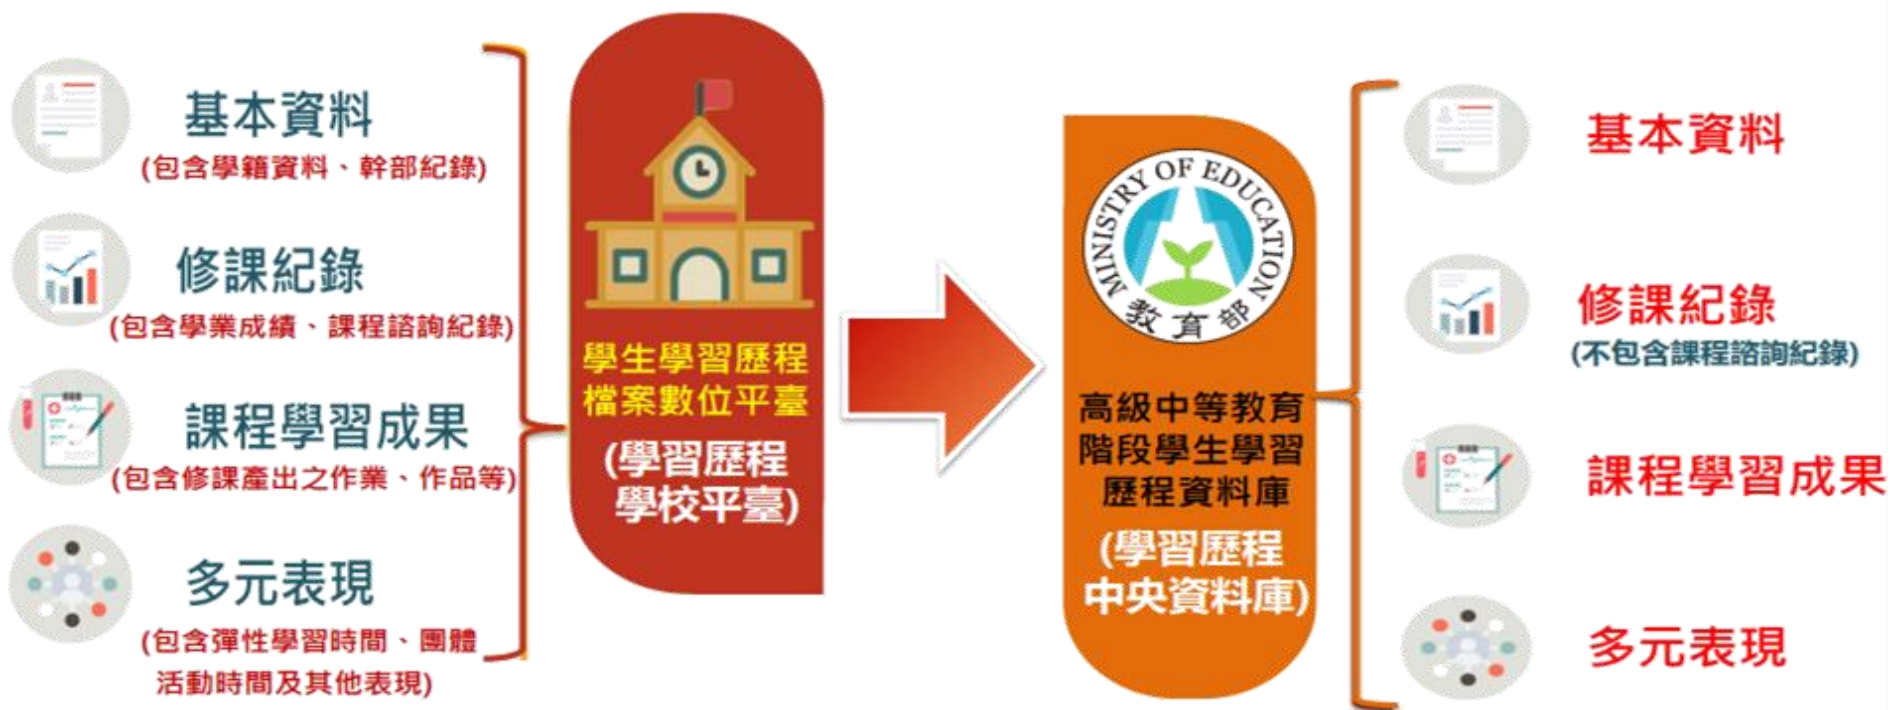 基本資料
(包含學籍資料、幹部紀錄)
修課紀錄
(包含學業成績、課程諮詢紀錄)
課程學習成果
(包含修課產出之作業、作品等)
多元表現
(包含彈性學習時間、團體
活動時間及其他表現)
學生學習歷程
檔案數位平臺
(學習歷程
學校平臺)
MINISTRY OF EDUCATION
教育部
高級中等教育
階段學生學習
歷程資料庫
(學習歷程
中央資料庫)
基本資料
修課紀錄
(不包含課程諮詢紀錄)
課程學習成果
多元表現